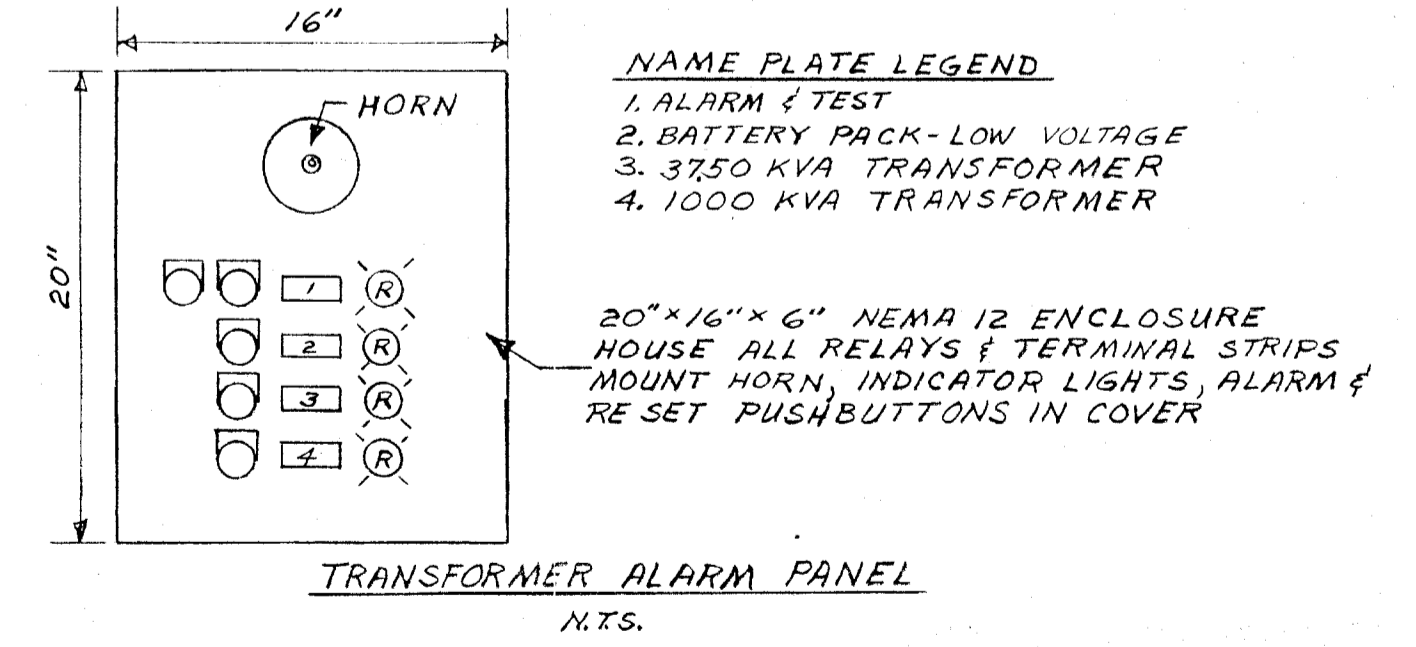 16"
HORN
20"
1 R
2 R
3 R
4 R
NAME PLATE LEGEND
1. ALARM & TEST
2. BATTERY PACK-LOW VOLTAGE
3. 3750 KVA TRANSFORMER
4. 1000 KVA TRANSFORMER
20"×16"×6" NEMA 12 ENCLOSURE
HOUSE ALL RELAYS & TERMINAL STRIPS
MOUNT HORN, INDICATOR LIGHTS, ALARM &
RESET PUSHBUTTONS IN COVER
TRANSFORMER ALARM PANEL
N.T.S.